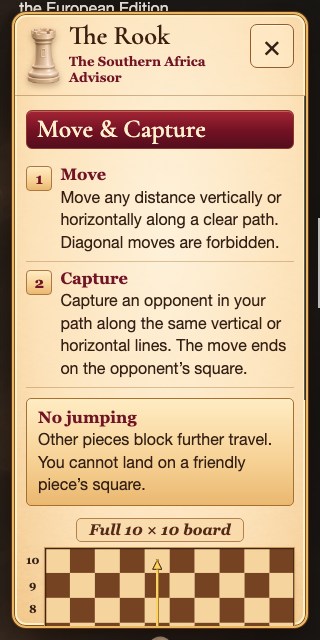 the European Edition
The Rook
The Southern Africa
Advisor
×
Move & Capture
1 Move
Move any distance vertically or
horizontally along a clear path.
Diagonal moves are forbidden.
2 Capture
Capture an opponent in your
path along the same vertical or
horizontal lines. The move ends
on the opponent’s square.
No jumping
Other pieces block further travel.
You cannot land on a friendly
piece’s square.
Full 10 × 10 board
10
9
8